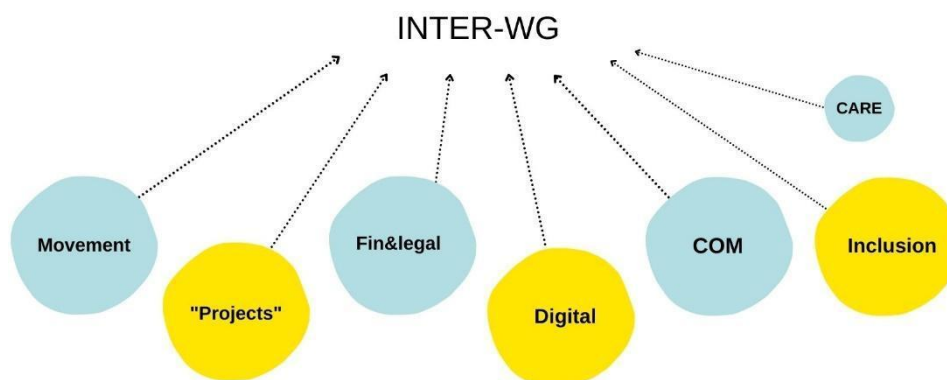 INTER-WG
CARE
Movement
"Projects"
Fin&legal
Digital
COM
Inclusion